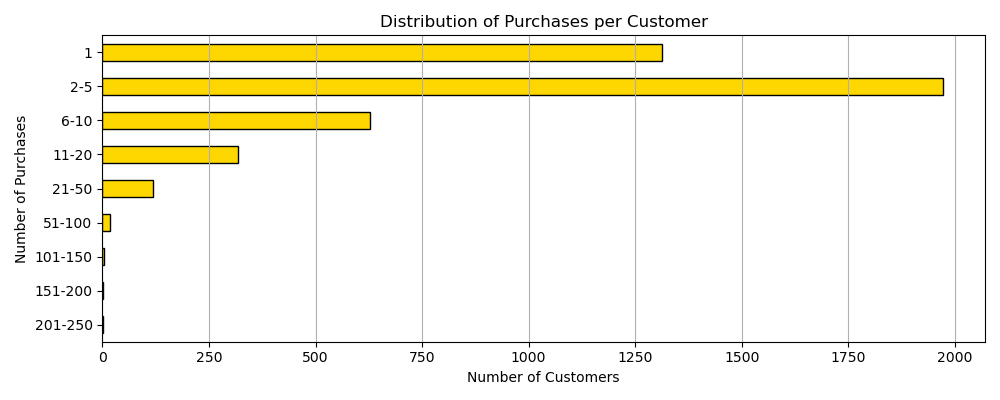 Distribution of Purchases per Customer
Number of Purchases
1
2-5
6-10
11-20
21-50
51-100
101-150
151-200
201-250
0 250 500 750 1000 1250 1500 1750 2000
Number of Customers